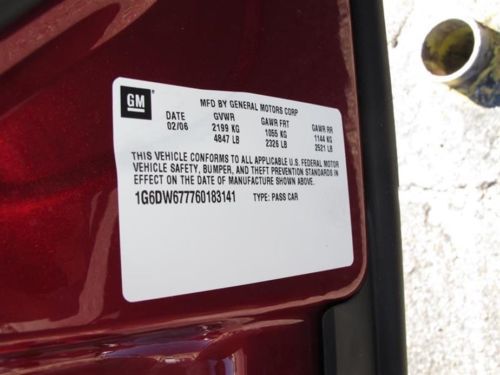 GM
MFD BY GENERAL MOTORS CORP
DATE GVWR GAWR FRT GAWR RR
02/06 2199 KG 1055 KG 1144 KG
4847 LB 2326 LB 2521 LB
THIS VEHICLE CONFORMS TO ALL APPLICABLE U.S. FEDERAL MOTOR
VEHICLE SAFETY, BUMPER, AND THEFT PREVENTION STANDARDS IN
EFFECT ON THE DATE OF MANUFACTURE SHOWN ABOVE.
1G6DW677760183141 TYPE: PASS CAR